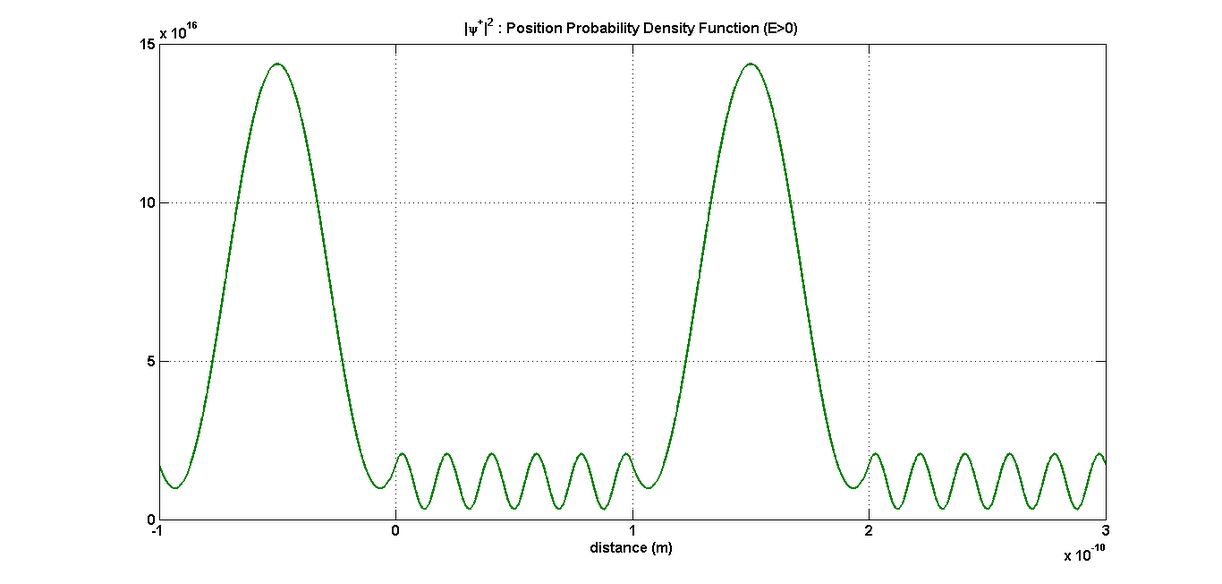 |ψ*|² : Position Probability Density Function (E>0)
x 10¹⁶
15
10
5
0
-1 0 1 2 3
distance (m)
x 10⁻¹⁰